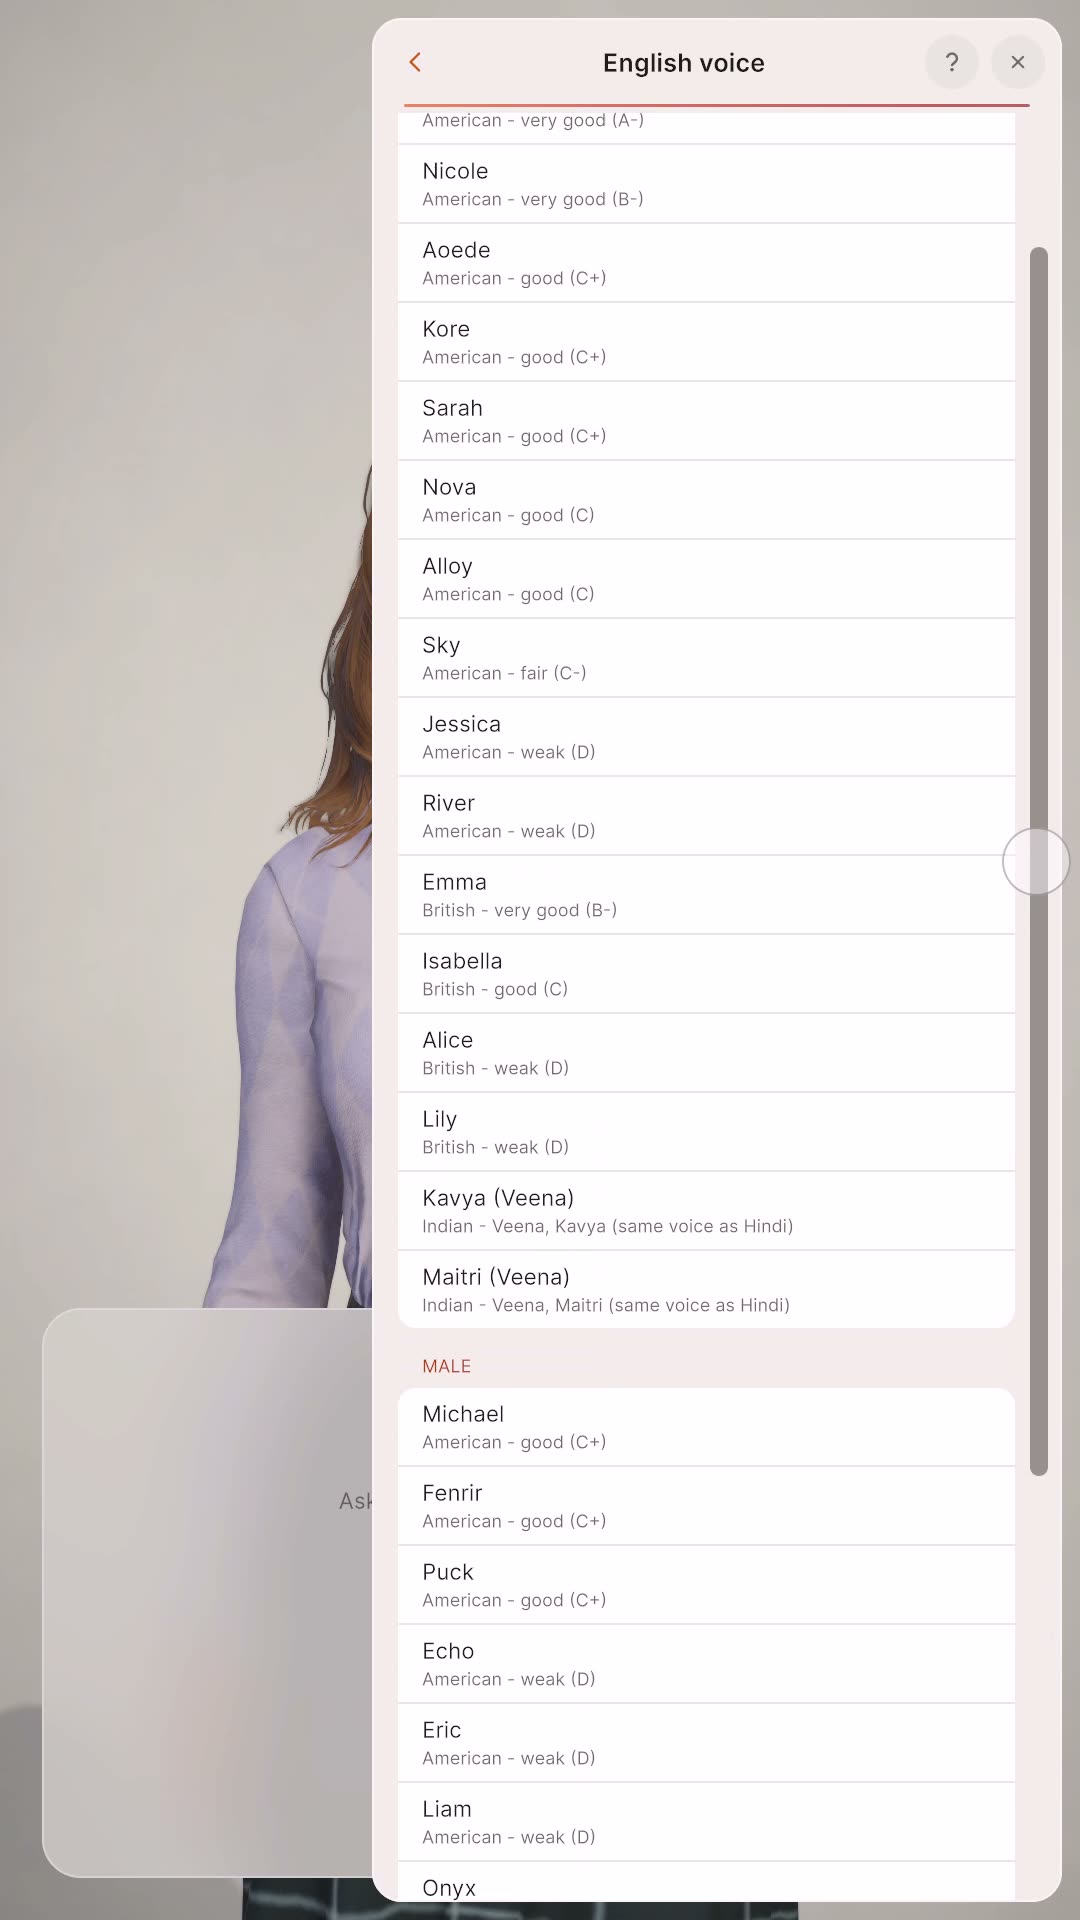 English voice
?
American - very good (A-)
Nicole
American - very good (B-)
Aoede
American - good (C+)
Kore
American - good (C+)
Sarah
American - good (C+)
Nova
American - good (C)
Alloy
American - good (C)
Sky
American - fair (C-)
Jessica
American - weak (D)
River
American - weak (D)
Emma
British - very good (B-)
Isabella
British - good (C)
Alice
British - weak (D)
Lily
British - weak (D)
Kavya (Veena)
Indian - Veena, Kavya (same voice as Hindi)
Maitri (Veena)
Indian - Veena, Maitri (same voice as Hindi)
MALE
Michael
American - good (C+)
Fenrir
American - good (C+)
Ask
Puck
American - good (C+)
Echo
American - weak (D)
Eric
American - weak (D)
Liam
American - weak (D)
Onyx